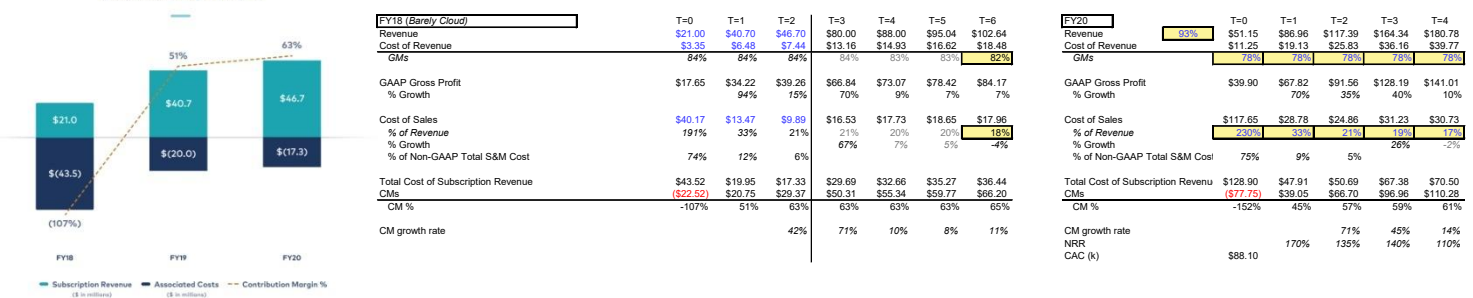 51%
63%
$21.0
$40.7
$46.7
$(43.5)
$(20.0)
$(17.3)
(107%)
FY18 FY19 FY20
Subscription Revenue Associated Costs Contribution Margin %
($ in millions) ($ in millions)
FY18 (Barely Cloud) T=0 T=1 T=2 T=3 T=4 T=5 T=6
Revenue $21.00 $40.70 $46.70 $80.00 $88.00 $95.04 $102.64
Cost of Revenue $3.35 $6.48 $7.44 $13.16 $14.93 $16.62 $18.48
GMs 84% 84% 84% 84% 83% 83% 82%
GAAP Gross Profit $17.65 $34.22 $39.26 $66.84 $73.07 $78.42 $84.17
% Growth 94% 15% 70% 9% 7% 7%
Cost of Sales $40.17 $13.47 $9.89 $16.53 $17.73 $18.65 $17.96
% of Revenue 191% 33% 21% 21% 20% 20% 18%
% Growth 67% 7% 5% -4%
% of Non-GAAP Total S&M Cost 74% 12% 6%
Total Cost of Subscription Revenue $43.52 $19.95 $17.33 $29.69 $32.66 $35.27 $36.44
CMs ($22.52) $20.75 $29.37 $50.31 $55.34 $59.77 $66.20
CM % -107% 51% 63% 63% 63% 63% 65%
CM growth rate 42% 71% 10% 8% 11%
FY20 T=0 T=1 T=2 T=3 T=4
Revenue 93% $51.15 $86.96 $117.39 $164.34 $180.78
Cost of Revenue $11.25 $19.13 $25.83 $36.16 $39.77
GMs 78% 78% 78% 78% 78%
GAAP Gross Profit $39.90 $67.82 $91.56 $128.19 $141.01
% Growth 70% 35% 40% 10%
Cost of Sales $117.65 $28.78 $24.86 $31.23 $30.73
% of Revenue 230% 33% 21% 19% 17%
% Growth 26% -2%
% of Non-GAAP Total S&M Cost 75% 9% 5%
Total Cost of Subscription Revenu $128.90 $47.91 $50.69 $67.38 $70.50
CMs ($77.75) $39.05 $66.70 $96.96 $110.28
CM % -152% 45% 57% 59% 61%
CM growth rate 71% 45% 14%
NRR 170% 135% 140% 110%
CAC (k) $88.10